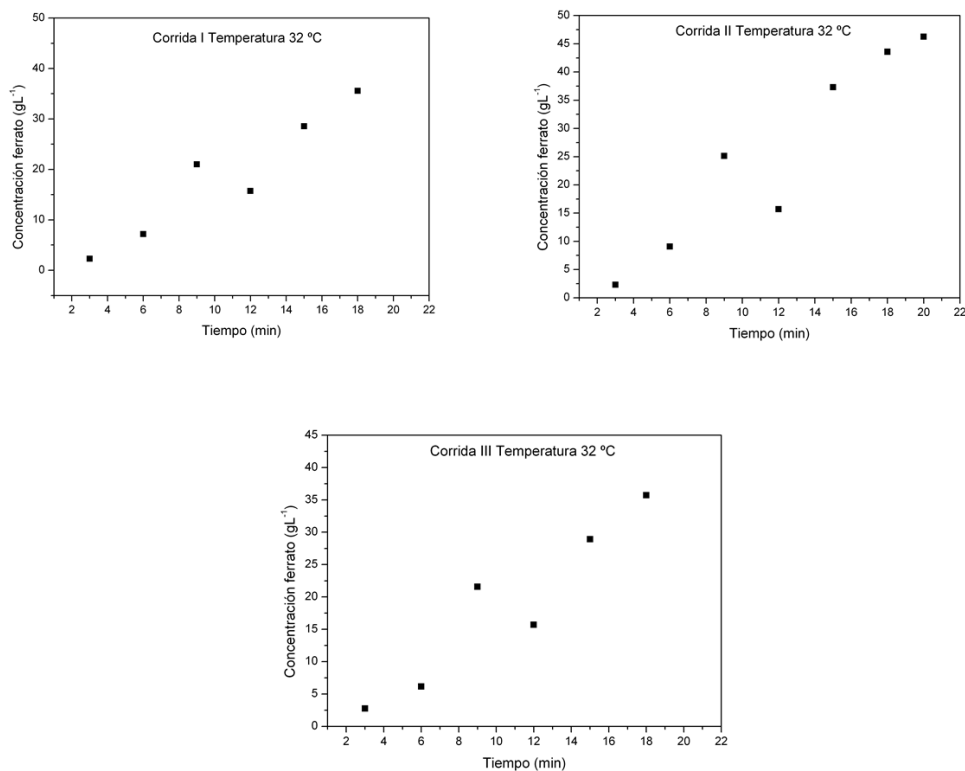 Corrida I Temperatura 32 ºC
Concentración ferrato (gL⁻¹)
50
40
30
20
10
0
2 4 6 8 10 12 14 16 18 20 22
Tiempo (min)
Corrida II Temperatura 32 ºC
Concentración ferrato (gL⁻¹)
50
45
40
35
30
25
20
15
10
5
0
2 4 6 8 10 12 14 16 18 20 22
Tiempo (min)
Corrida III Temperatura 32 ºC
Concentración ferrato (gL⁻¹)
45
40
35
30
25
20
15
10
5
0
2 4 6 8 10 12 14 16 18 20 22
Tiempo (min)